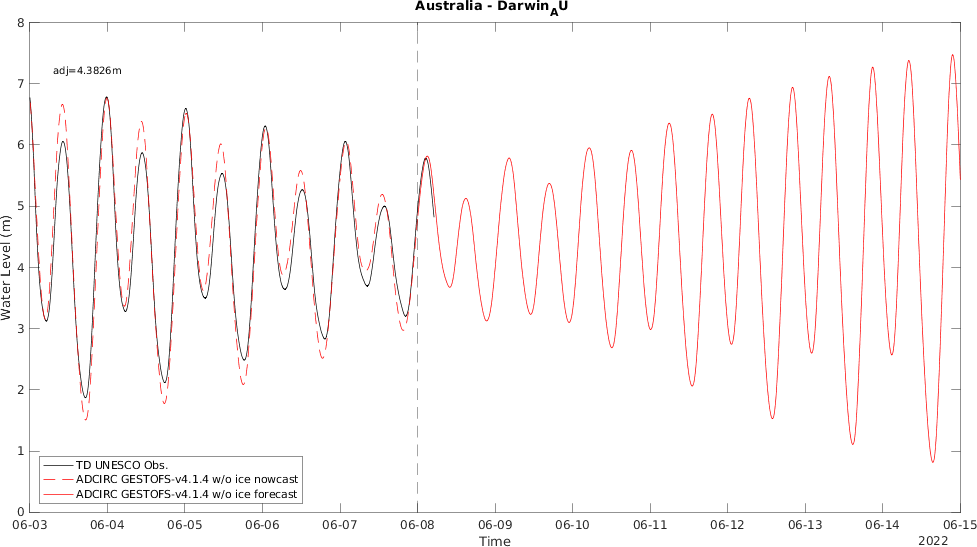 Australia - Darwin_AU
8
adj=4.3826m
7
6
5
4
3
2
1
0
Water Level (m)
TD UNESCO Obs.
ADCIRC GESTOFS-v4.1.4 w/o ice nowcast
ADCIRC GESTOFS-v4.1.4 w/o ice forecast
06-03 06-04 06-05 06-06 06-07 06-08 06-09 06-10 06-11 06-12 06-13 06-14 06-15
Time
2022